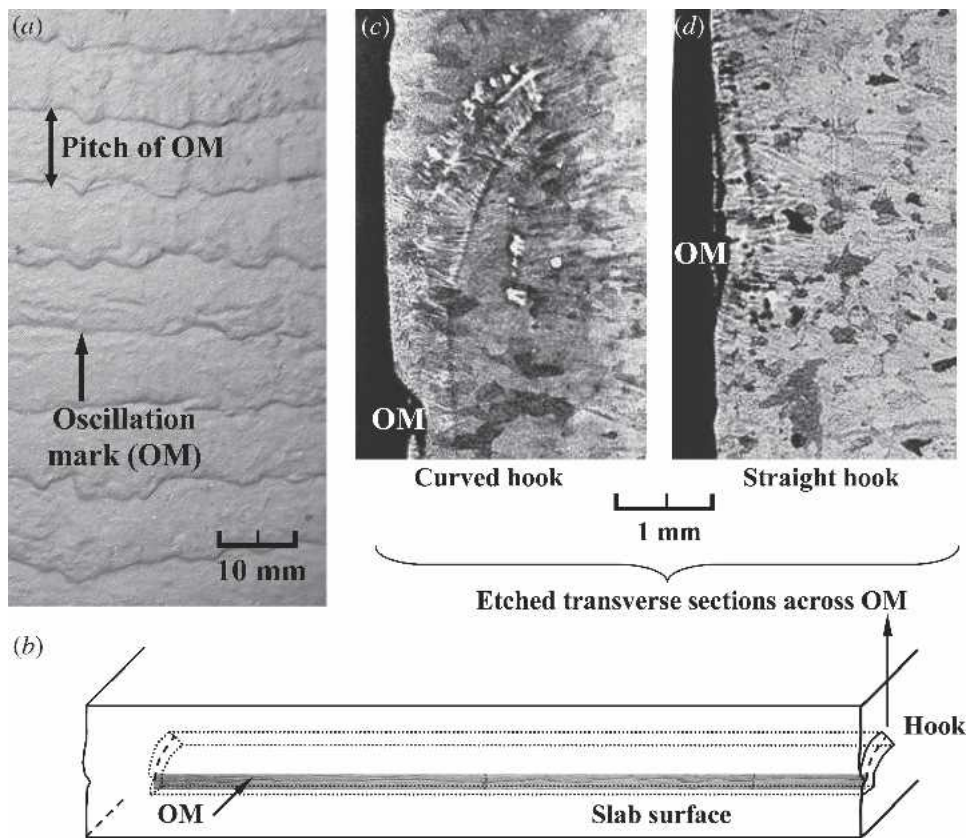 (a)
Pitch of OM
Oscillation
mark (OM)
10 mm
(c)
OM
Curved hook
(d)
OM
Straight hook
1 mm
Etched transverse sections across OM
(b)
Hook
OM
Slab surface